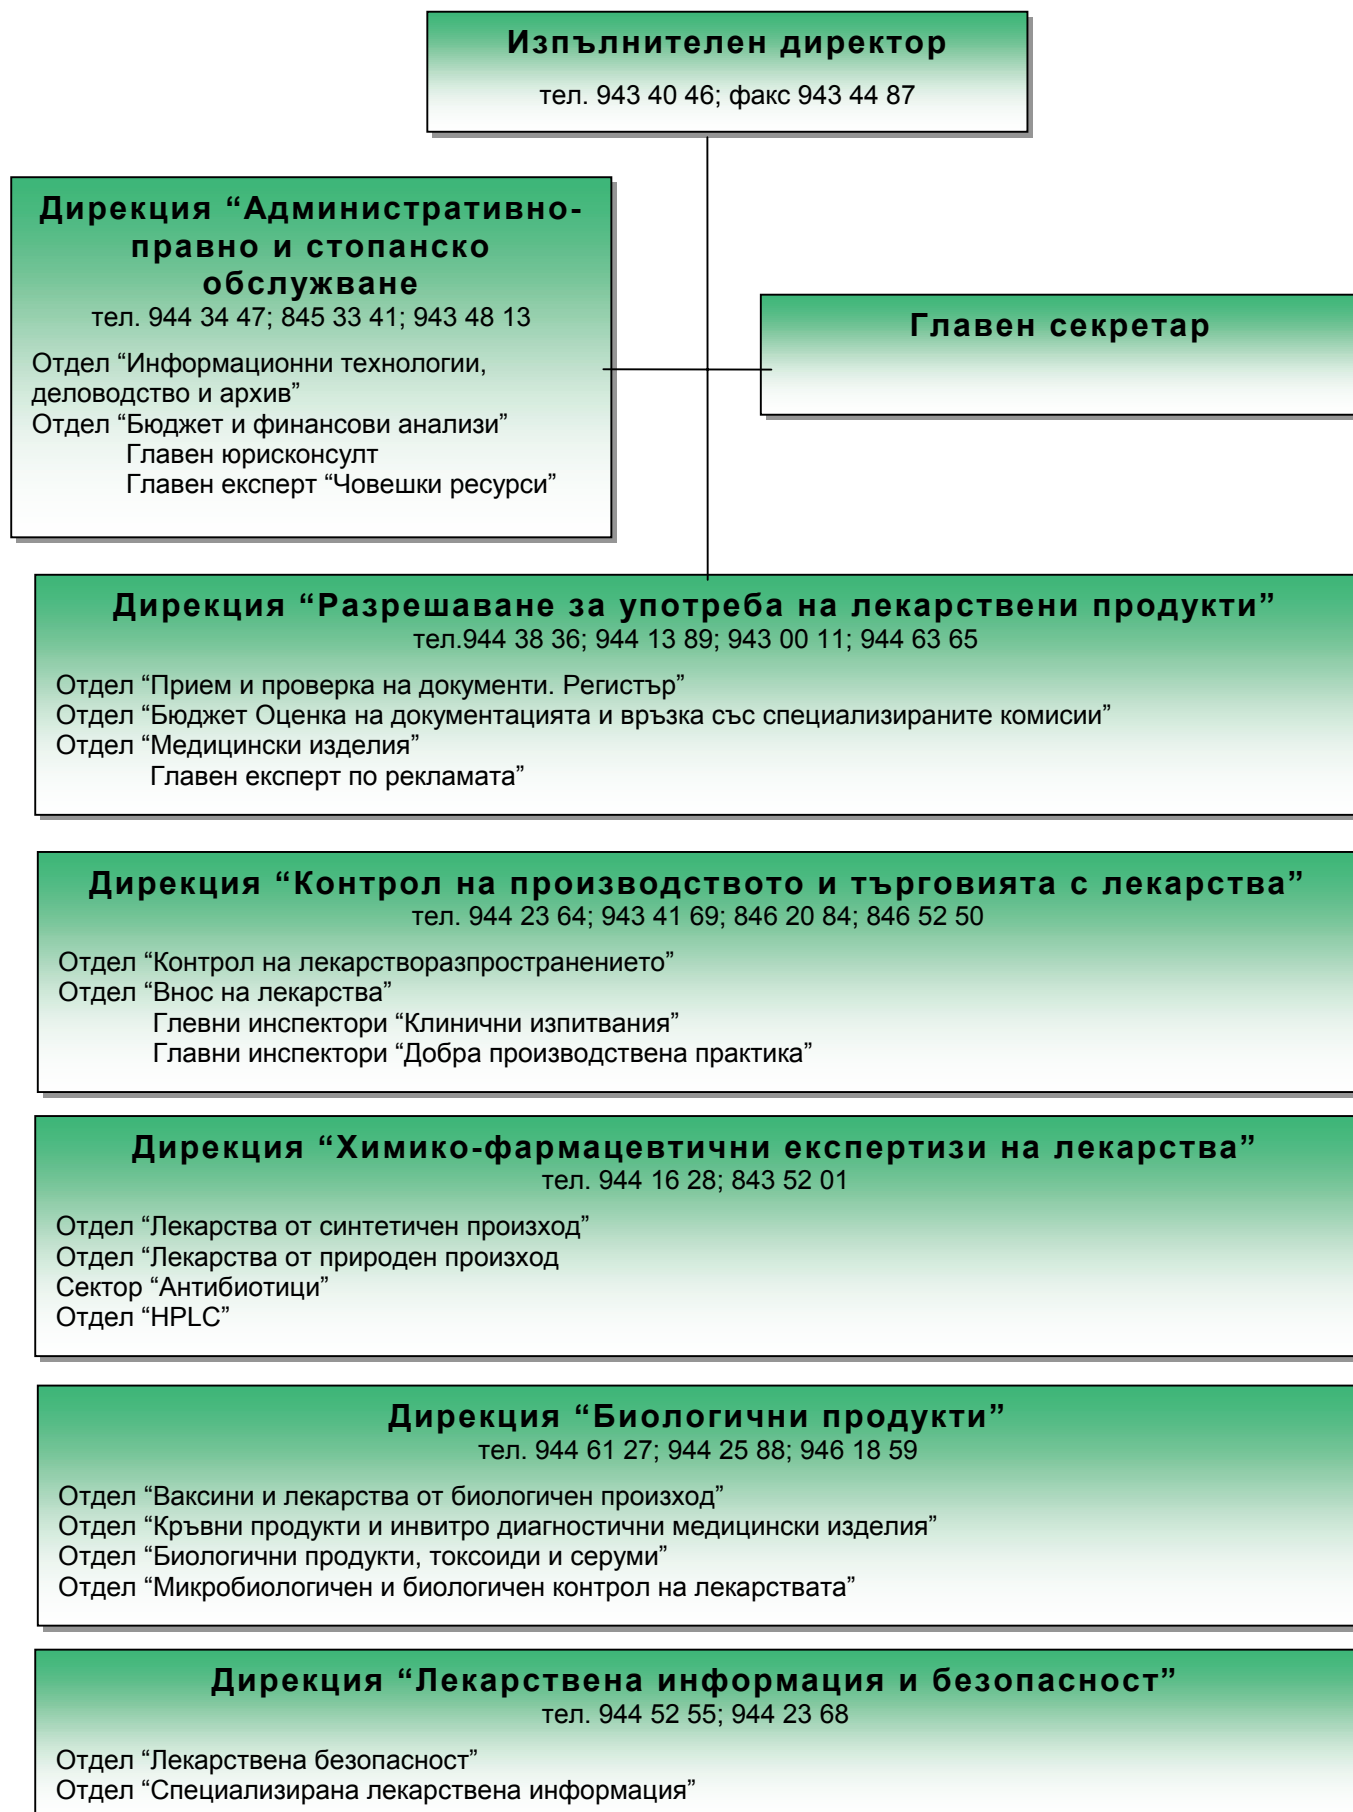 Изпълнителен директор
тел. 943 40 46; факс 943 44 87
Дирекция “Административно-
правно и стопанско
обслужване
тел. 944 34 47; 845 33 41; 943 48 13
Отдел “Информационни технологии,
деловодство и архив”
Отдел “Бюджет и финансови анализи”
Главен юрисконсулт
Главен експерт “Човешки ресурси”
Главен секретар
Дирекция “Разрешаване за употреба на лекарствени продукти”
тел.944 38 36; 944 13 89; 943 00 11; 944 63 65
Отдел “Прием и проверка на документи. Регистър”
Отдел “Бюджет Оценка на документацията и връзка със специализираните комисии”
Отдел “Медицински изделия”
Главен експерт по рекламата”
Дирекция “Контрол на производството и търговията с лекарства”
тел. 944 23 64; 943 41 69; 846 20 84; 846 52 50
Отдел “Контрол на лекарстворазпространението”
Отдел “Внос на лекарства”
Глевни инспектори “Клинични изпитвания”
Главни инспектори “Добра производствена практика”
Дирекция “Химико-фармацевтични експертизи на лекарства”
тел. 944 16 28; 843 52 01
Отдел “Лекарства от синтетичен произход”
Отдел “Лекарства от природен произход
Сектор “Антибиотици”
Отдел “HPLC”
Дирекция “Биологични продукти”
тел. 944 61 27; 944 25 88; 946 18 59
Отдел “Ваксини и лекарства от биологичен произход”
Отдел “Кръвни продукти и инвитро диагностични медицински изделия”
Отдел “Биологични продукти, токсоиди и серуми”
Отдел “Микробиологичен и биологичен контрол на лекарствата”
Дирекция “Лекарствена информация и безопасност”
тел. 944 52 55; 944 23 68
Отдел “Лекарствена безопасност”
Отдел “Специализирана лекарствена информация”